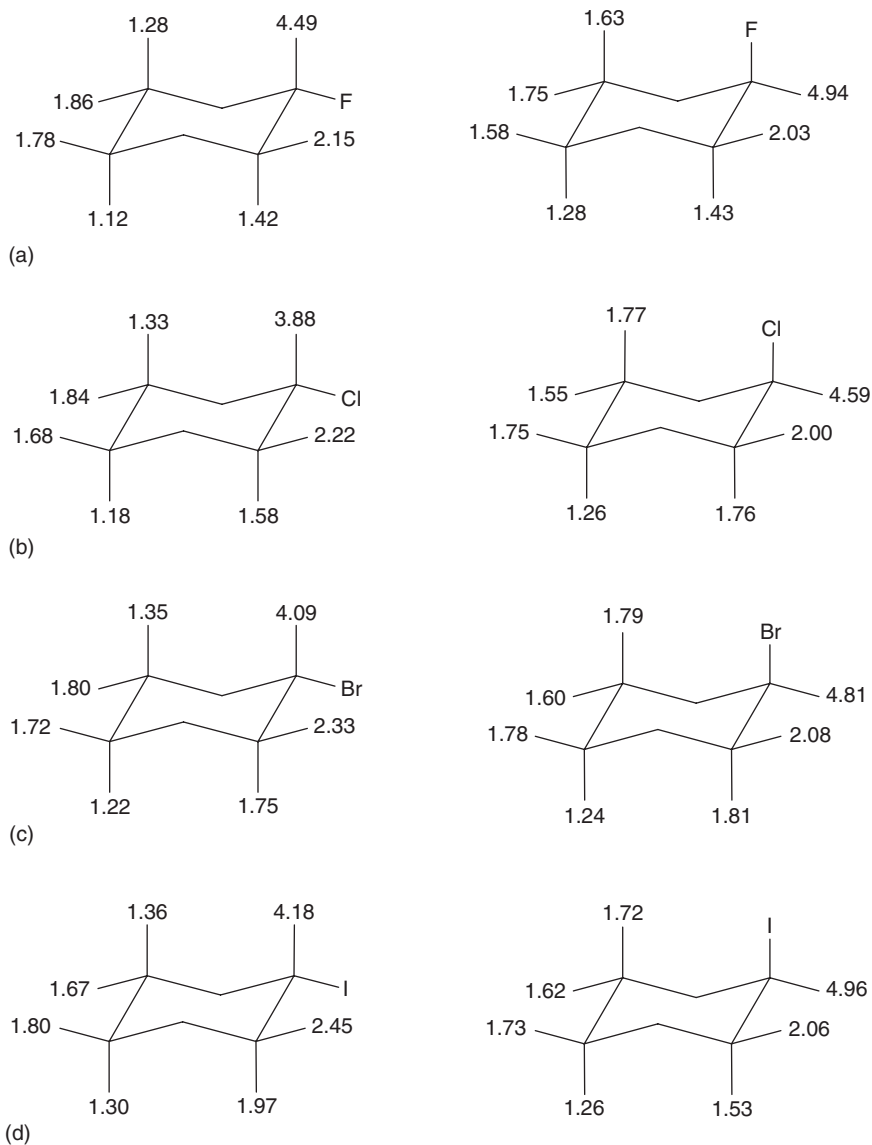 1.28 4.49 1.63 F
1.86 F 1.75 4.94
1.78 2.15 1.58 2.03
1.12 1.42 1.28 1.43
(a)
1.33 3.88 1.77 Cl
1.84 Cl 1.55 4.59
1.68 2.22 1.75 2.00
1.18 1.58 1.26 1.76
(b)
1.35 4.09 1.79 Br
1.80 Br 1.60 4.81
1.72 2.33 1.78 2.08
1.22 1.75 1.24 1.81
(c)
1.36 4.18 1.72 I
1.67 I 1.62 4.96
1.80 2.45 1.73 2.06
1.30 1.97 1.26 1.53
(d)